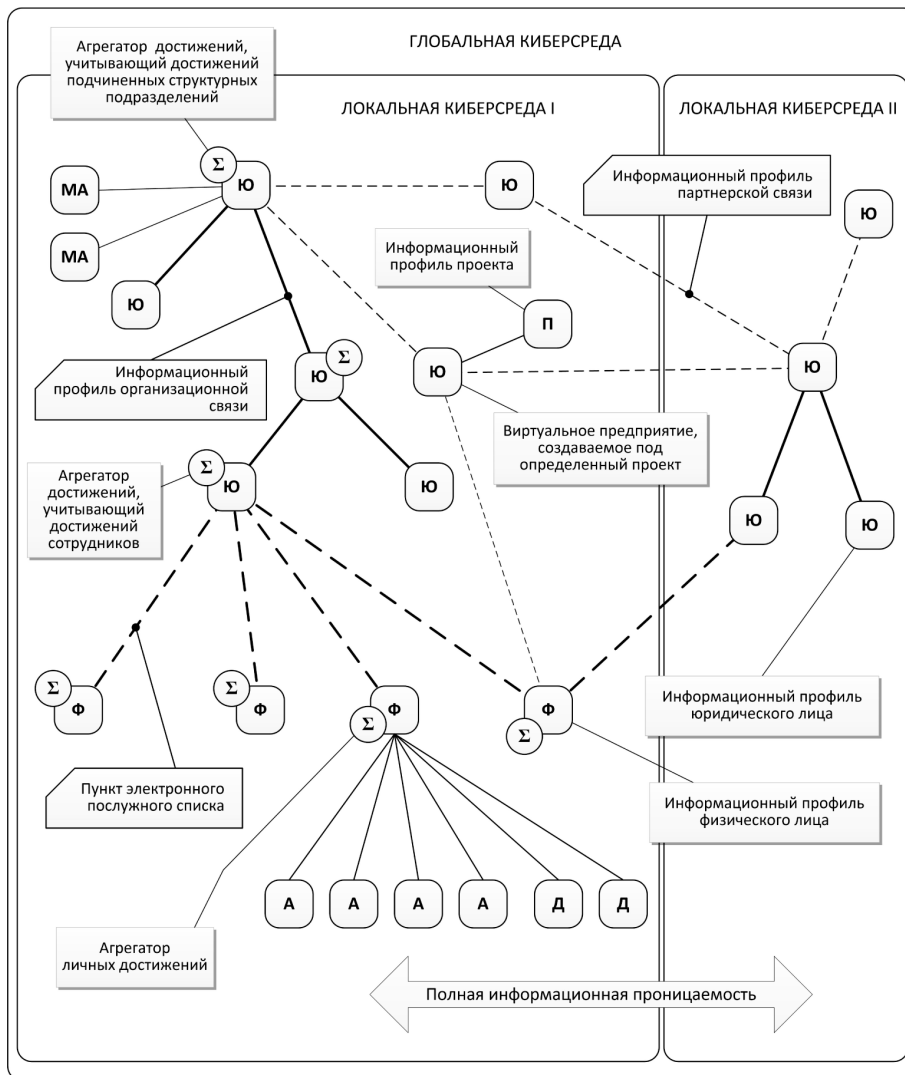 ГЛОБАЛЬНАЯ КИБЕРСРЕДА
Агрегатор достижений,
учитывающий достижений
подчиненных структурных
подразделений
ЛОКАЛЬНАЯ КИБЕРСРЕДА I
ЛОКАЛЬНАЯ КИБЕРСРЕДА II
Σ
Ю
МА
МА
Ю
Ю
Информационный профиль
партнерской связи
Ю
Информационный
профиль проекта
П
Информационный
профиль организационной
связи
Ю
Σ
Ю
Ю
Виртуальное предприятие,
создаваемое под
определенный проект
Агрегатор
достижений,
учитывающий
достижений
сотрудников
Σ
Ю
Ю
Ю
Ю
Σ
Ф
Σ
Ф
Σ
Ф
Σ
Ф
Информационный профиль
юридического лица
Пункт электронного
послужного списка
Информационный профиль
физического лица
А
А
А
А
Д
Д
Агрегатор
личных достижений
Полная информационная проницаемость